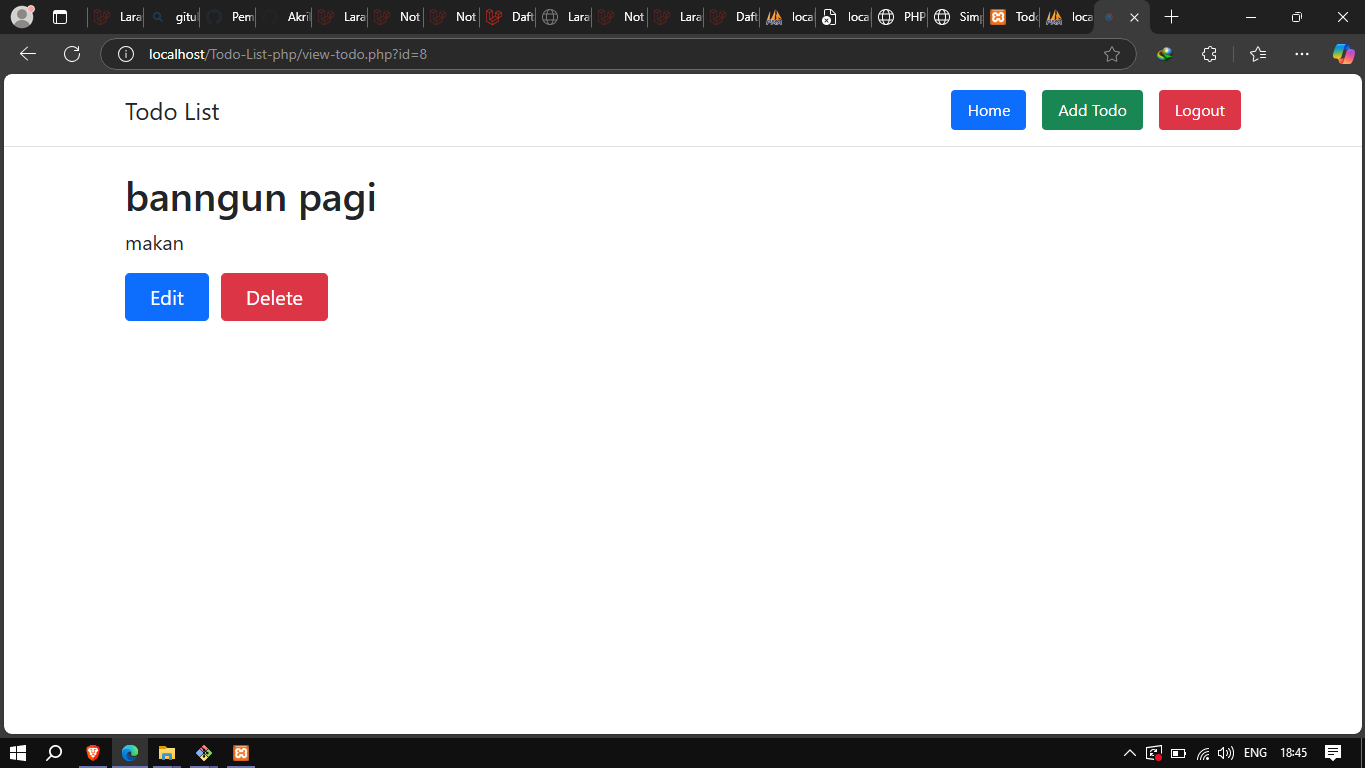 Lara gitu Pem Akril Lara Not Not Daft Lara Not Lara Daft loca loca PHP Sim Todo loca
localhost/Todo-List-php/view-todo.php?id=8
Todo List Home Add Todo Logout
banngun pagi
makan
Edit Delete
ENG 18:45